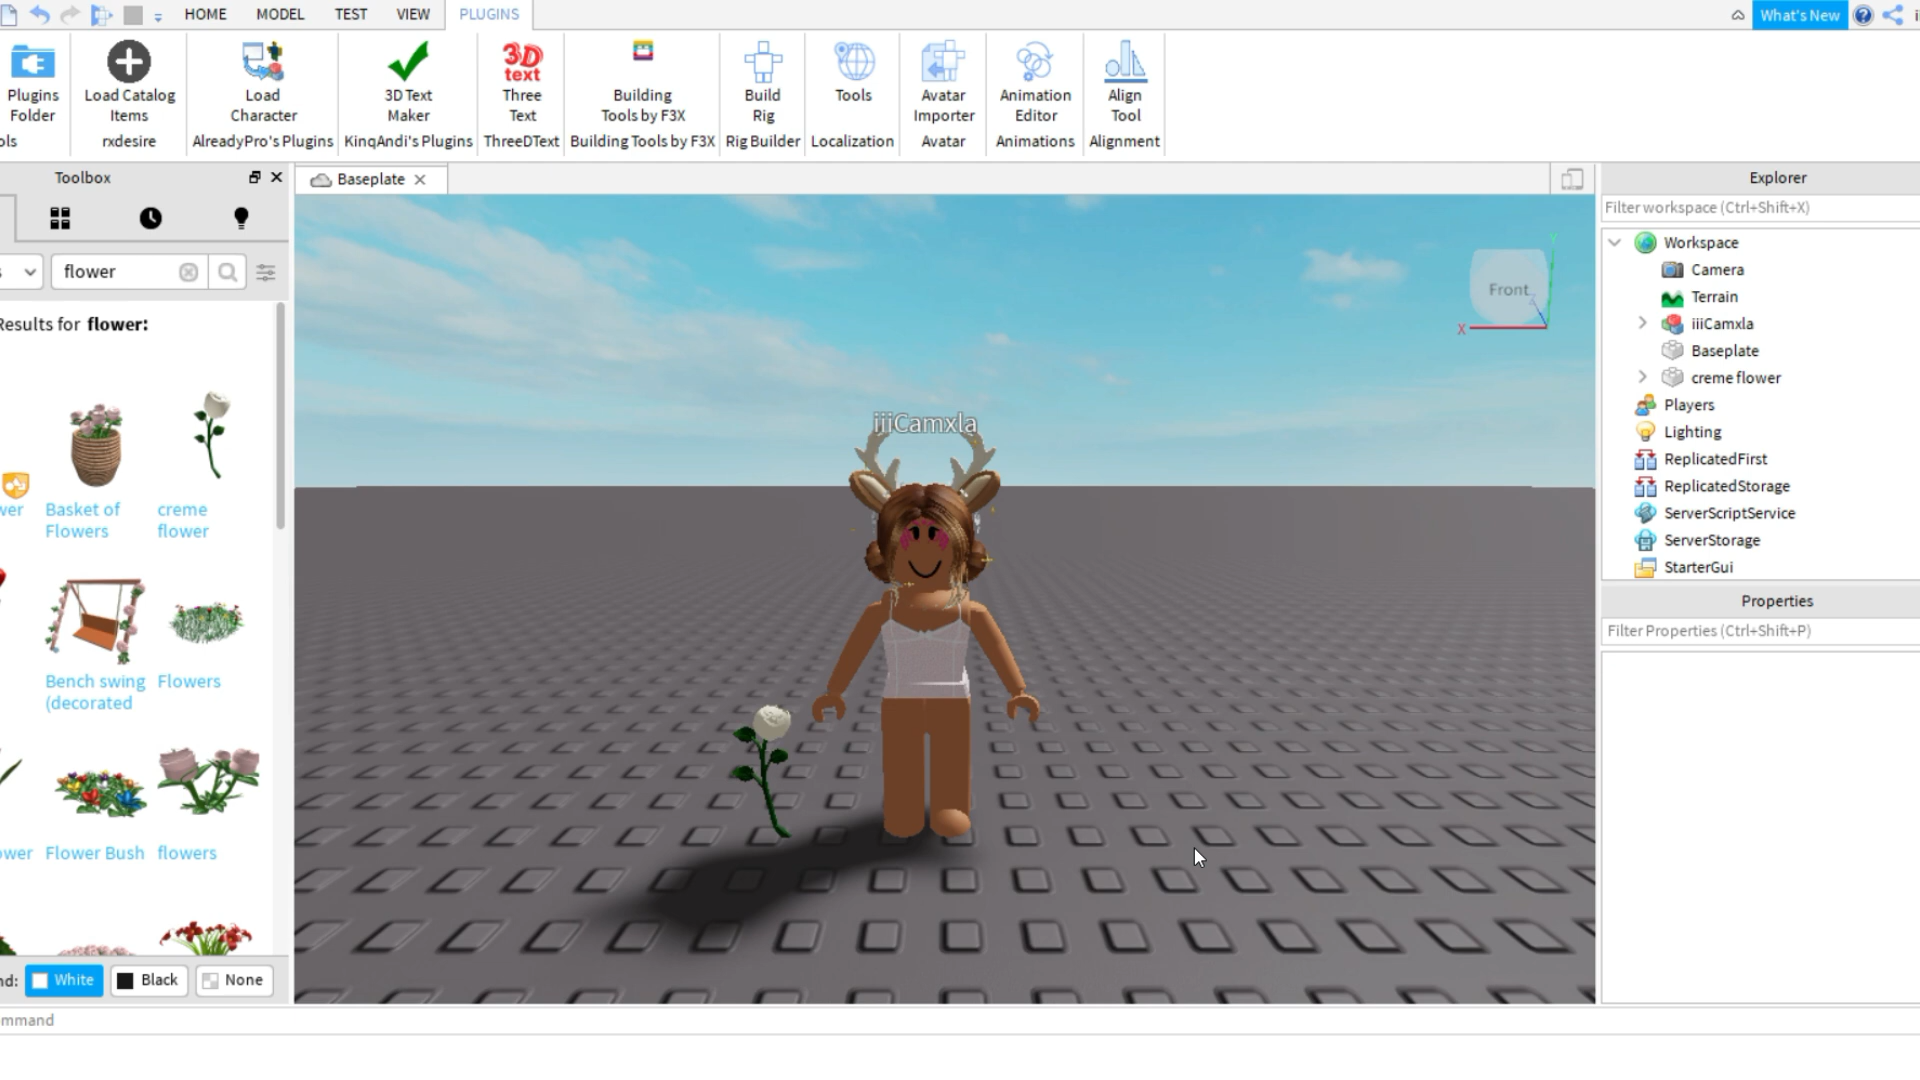 HOME MODEL TEST VIEW PLUGINS What's New
Plugins Folder
Load Catalog Items
Load Character
3D Text Maker
3D text
Three Text
Building Tools by F3X
Build Rig
Tools
Avatar Importer
Animation Editor
Align Tool
ols rxdesire AlreadyPro's Plugins KinqAndi's Plugins ThreeDText Building Tools by F3X Rig Builder Localization Avatar Animations Alignment
Toolbox
Baseplate
Explorer
Filter workspace (Ctrl+Shift+X)
flower
Results for flower:
wer
Basket of Flowers
creme flower
Bench swing (decorated
Flowers
ower
Flower Bush
flowers
nd: White Black None
mmand
iiiCamxla
Front
X
Workspace
Camera
Terrain
iiiCamxla
Baseplate
creme flower
Players
Lighting
ReplicatedFirst
ReplicatedStorage
ServerScriptService
ServerStorage
StarterGui
Properties
Filter Properties (Ctrl+Shift+P)